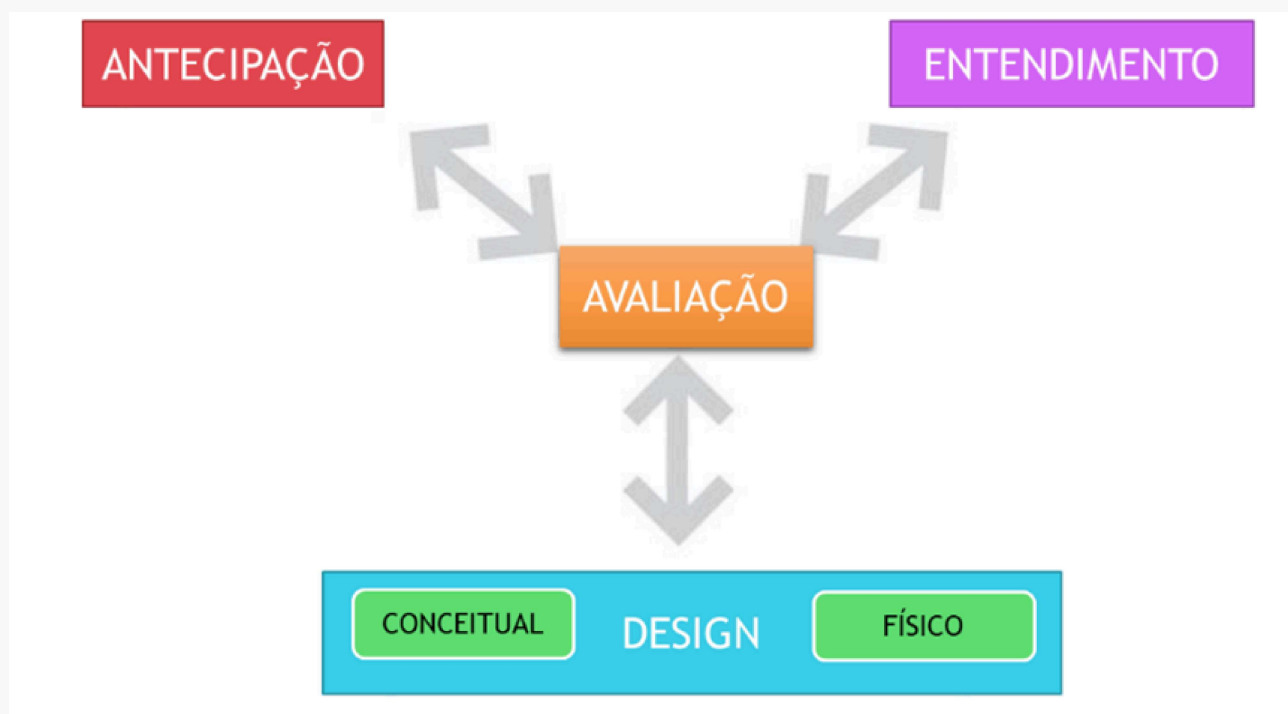 ANTECIPAÇÃO
ENTENDIMENTO
AVALIAÇÃO
CONCEITUAL
DESIGN
FÍSICO